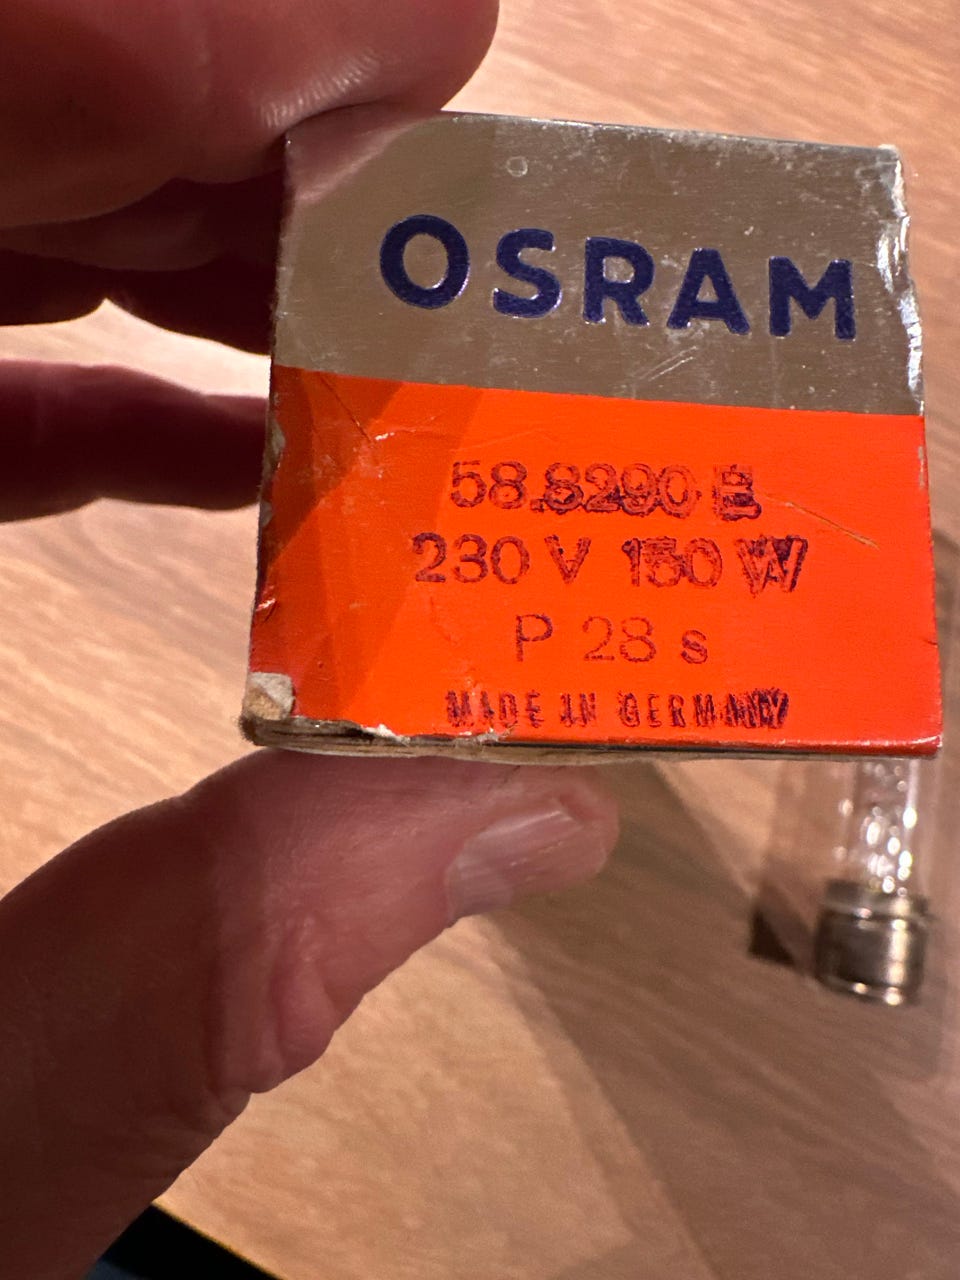 OSRAM
58.8290 E
230 V 150 W
P 28 s
MADE IN GERMANY